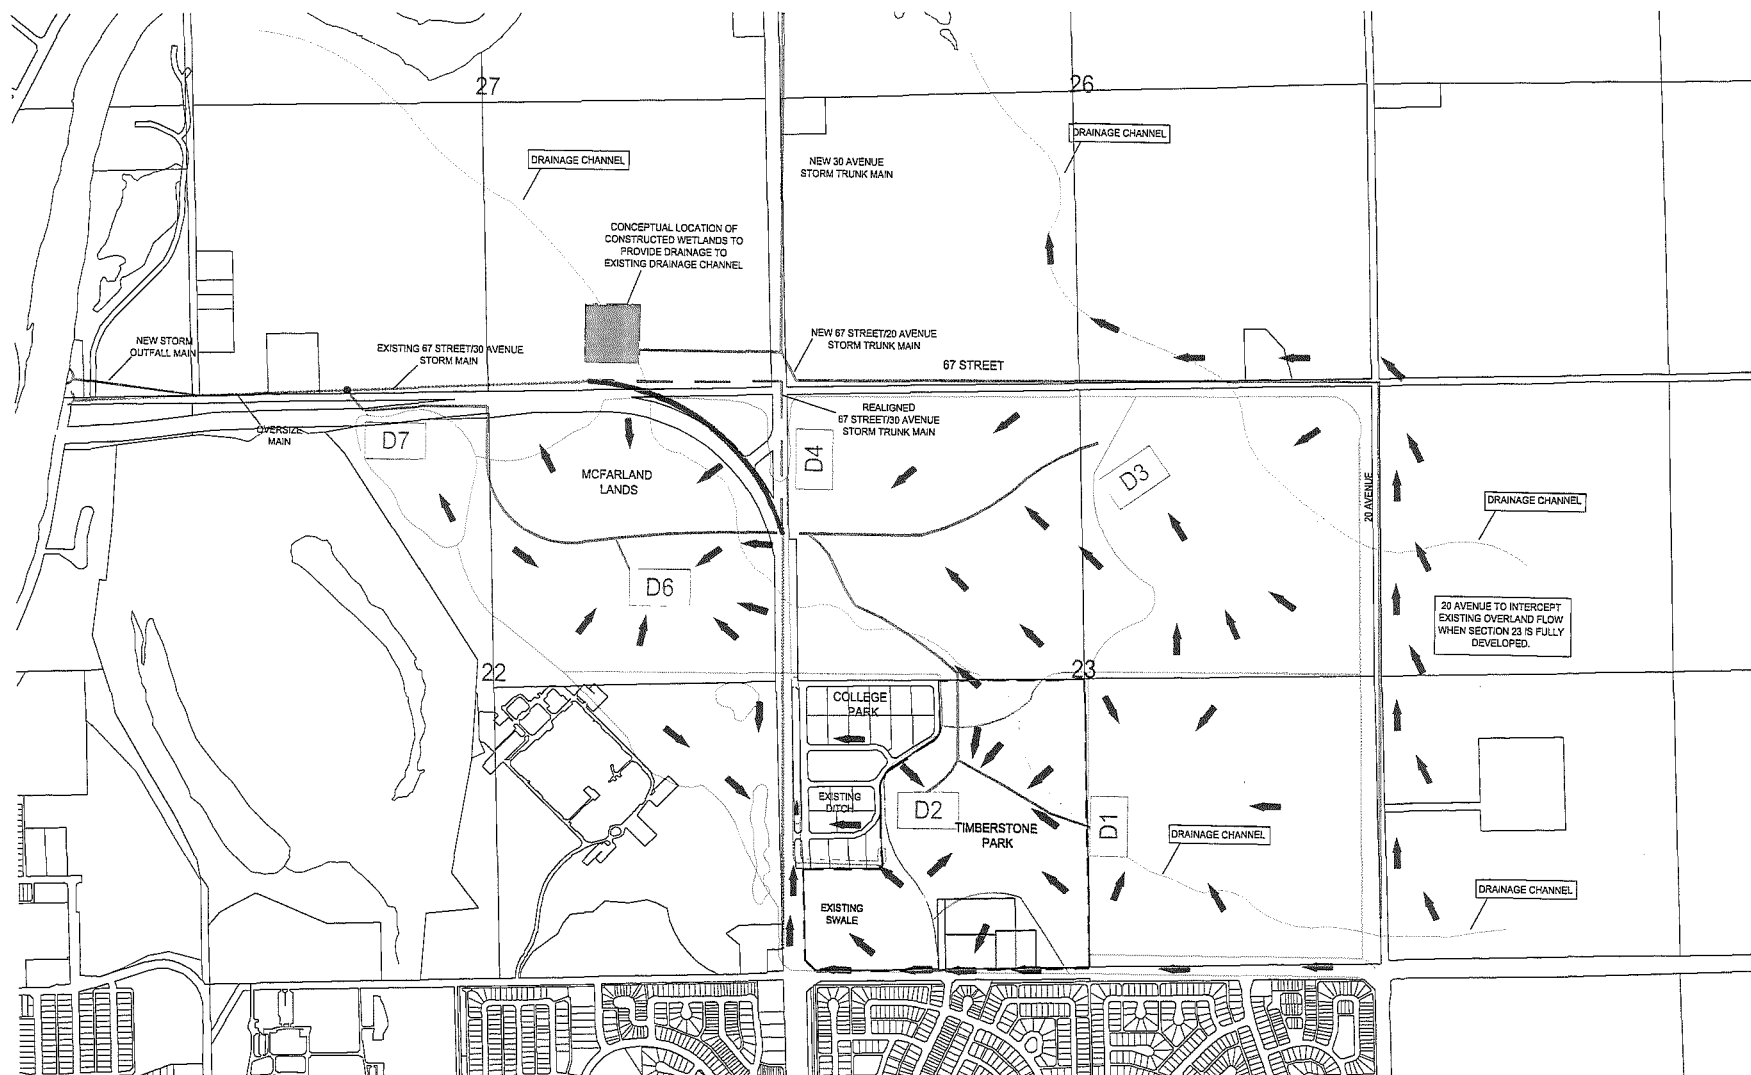 27
26
DRAINAGE CHANNEL
DRAINAGE CHANNEL
NEW 30 AVENUE
STORM TRUNK MAIN
CONCEPTUAL LOCATION OF
CONSTRUCTED WETLANDS TO
PROVIDE DRAINAGE TO
EXISTING DRAINAGE CHANNEL
NEW STORM
OUTFALL MAIN
EXISTING 67 STREET/30 AVENUE
STORM MAIN
NEW 67 STREET/20 AVENUE
STORM TRUNK MAIN
67 STREET
OVERSIZE
MAIN
REALIGNED
67 STREET/30 AVENUE
STORM TRUNK MAIN
D7
D4
D3
MCFARLAND
LANDS
20 AVENUE
DRAINAGE CHANNEL
D6
20 AVENUE TO INTERCEPT
EXISTING OVERLAND FLOW
WHEN SECTION 23 IS FULLY
DEVELOPED.
22
23
COLLEGE
PARK
EXISTING
DITCH
D2
D1
TIMBERSTONE
PARK
DRAINAGE CHANNEL
DRAINAGE CHANNEL
EXISTING
SWALE